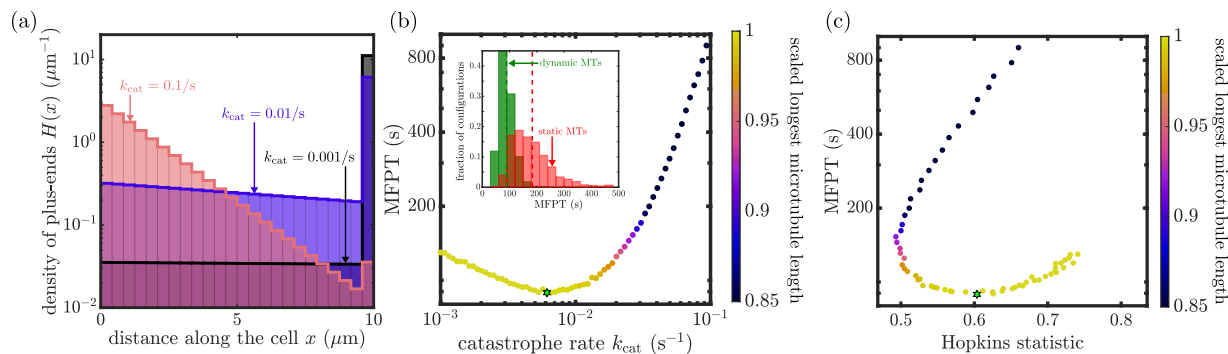 (a)
density of plus-ends H(x) (μm⁻¹)
10¹
10⁰
10⁻¹
10⁻²
k_cat = 0.1/s
k_cat = 0.01/s
k_cat = 0.001/s
0
5
10
distance along the cell x (μm)
(b)
MFPT (s)
800
400
200
10⁻³
10⁻²
10⁻¹
catastrophe rate k_cat (s⁻¹)
fraction of configurations
0.4
0.3
0.2
0.1
0
dynamic MTs
static MTs
0
100
200
300
400
500
MFPT (s)
1
0.95
0.9
0.85
scaled longest microtubule length
(c)
MFPT (s)
800
400
200
0.5
0.6
0.7
0.8
Hopkins statistic
1
0.95
0.9
0.85
scaled longest microtubule length